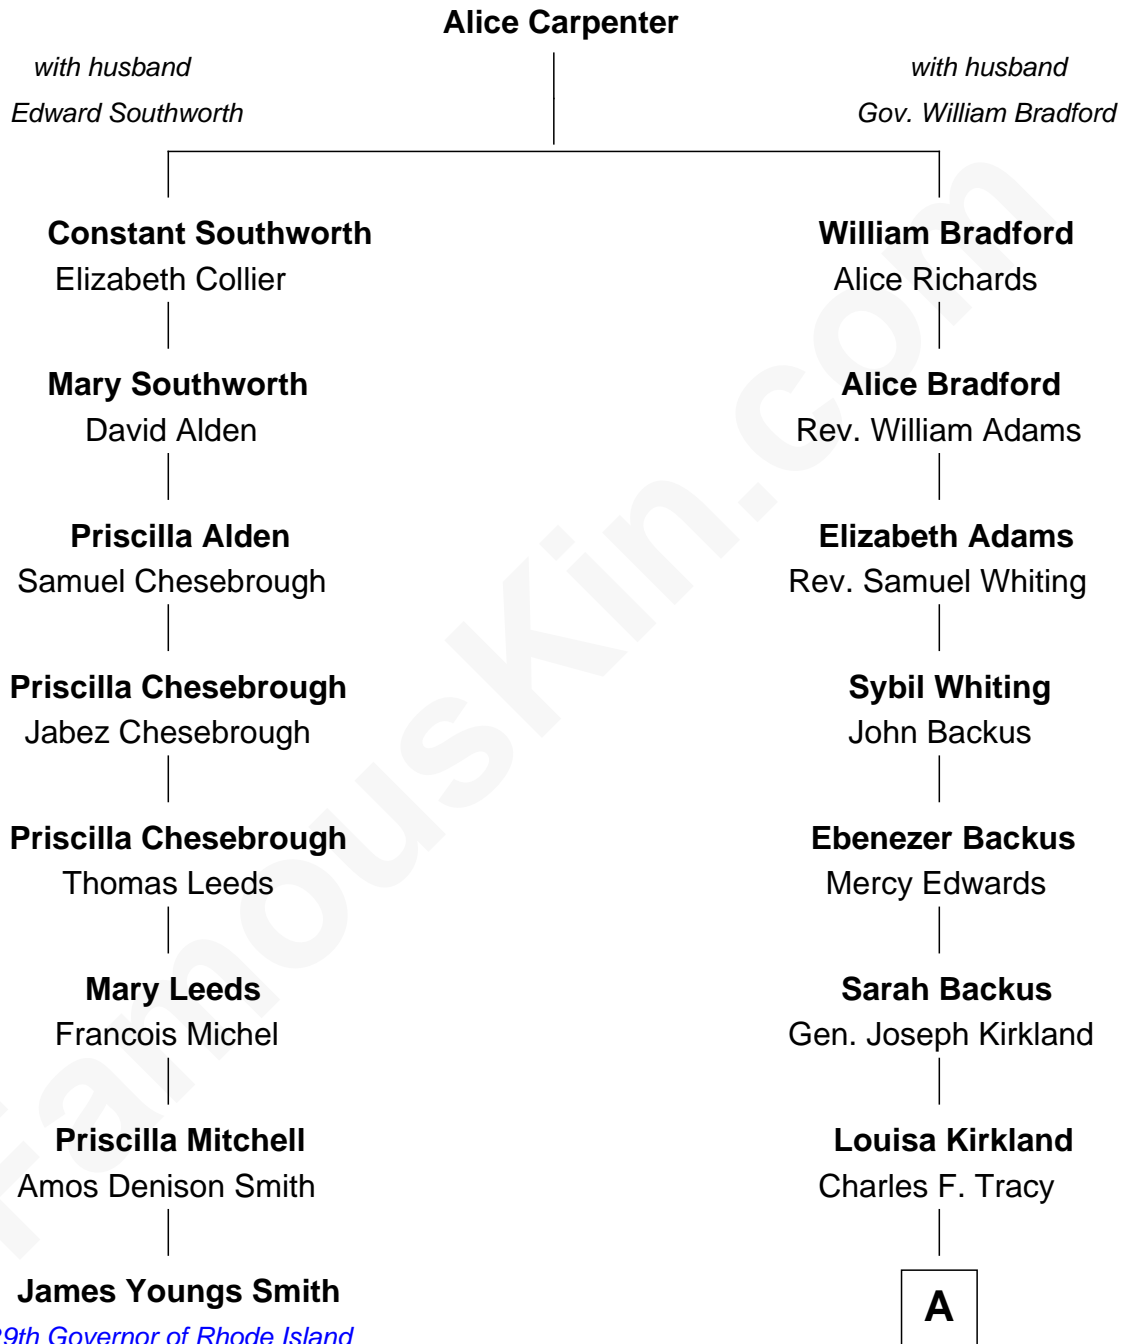 Alice Carpenter
with husband
Edward Southworth
with husband
Gov. William Bradford
Constant Southworth
Elizabeth Collier
William Bradford
Alice Richards
Mary Southworth
David Alden
Alice Bradford
Rev. William Adams
Priscilla Alden
Samuel Chesebrough
Elizabeth Adams
Rev. Samuel Whiting
Priscilla Chesebrough
Jabez Chesebrough
Sybil Whiting
John Backus
Priscilla Chesebrough
Thomas Leeds
Ebenezer Backus
Mercy Edwards
Mary Leeds
Francois Michel
Sarah Backus
Gen. Joseph Kirkland
Priscilla Mitchell
Amos Denison Smith
Louisa Kirkland
Charles F. Tracy
James Youngs Smith
29th Governor of Rhode Island
A
FamousKin.com